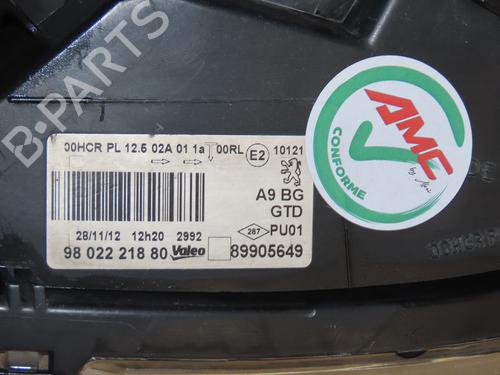 B-PARTS
00HCR PL 12.5 02A 01 1a 00RL E2 10121
A9 BG
GTD
28/11/12 12h20 2992 287 PU01
98 022 218 80 Valeo 89905649
AMC
CONFORME